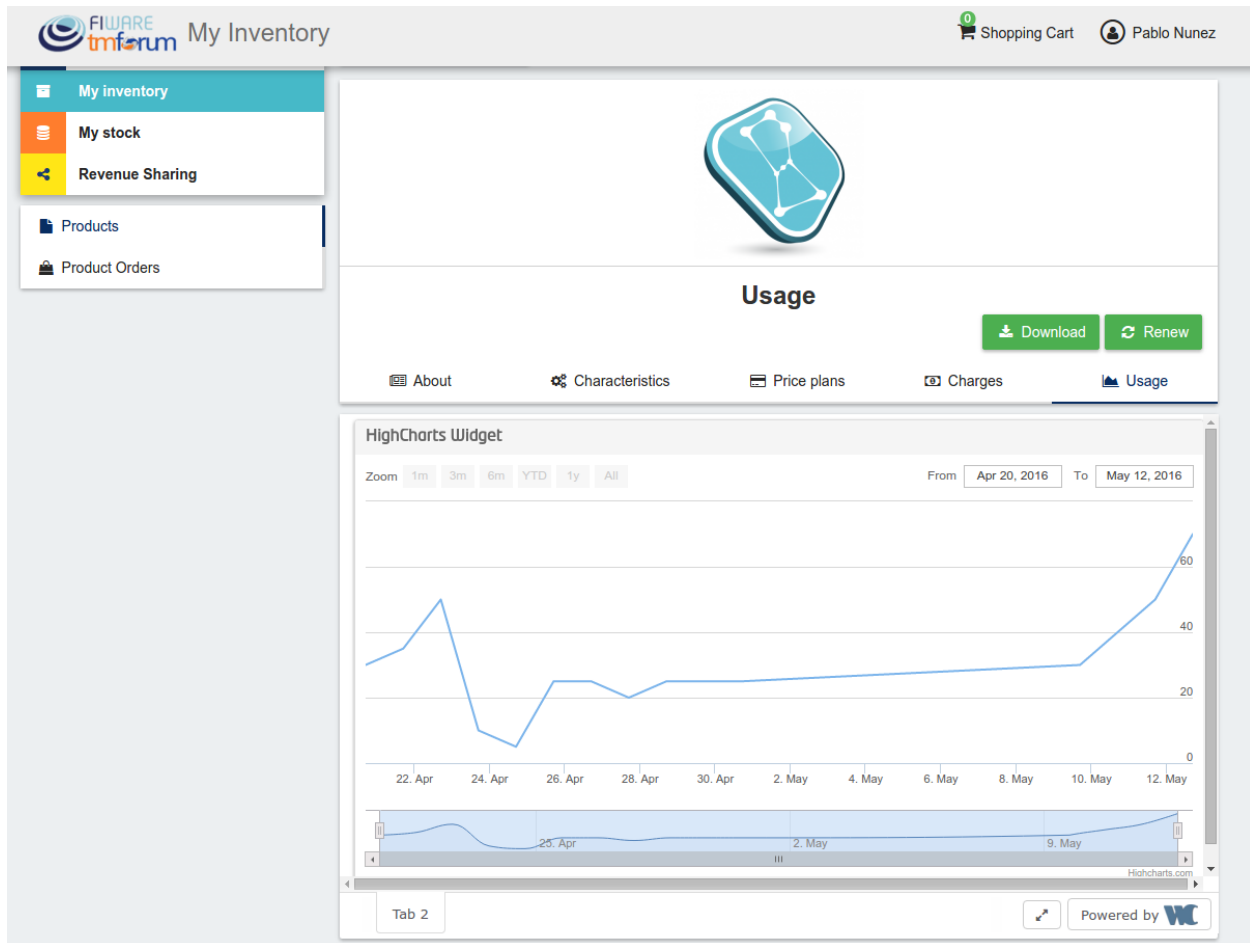 FIWARE
tmforum
My Inventory
0
Shopping Cart
Pablo Nunez
My inventory
My stock
Revenue Sharing
Products
Product Orders
Usage
Download
Renew
About
Characteristics
Price plans
Charges
Usage
HighCharts Widget
Zoom 1m 3m 6m YTD 1y All
From Apr 20, 2016 To May 12, 2016
60
40
20
0
22. Apr 24. Apr 26. Apr 28. Apr 30. Apr 2. May 4. May 6. May 8. May 10. May 12. May
25. Apr 2. May 9. May
Highcharts.com
Tab 2
Powered by WC